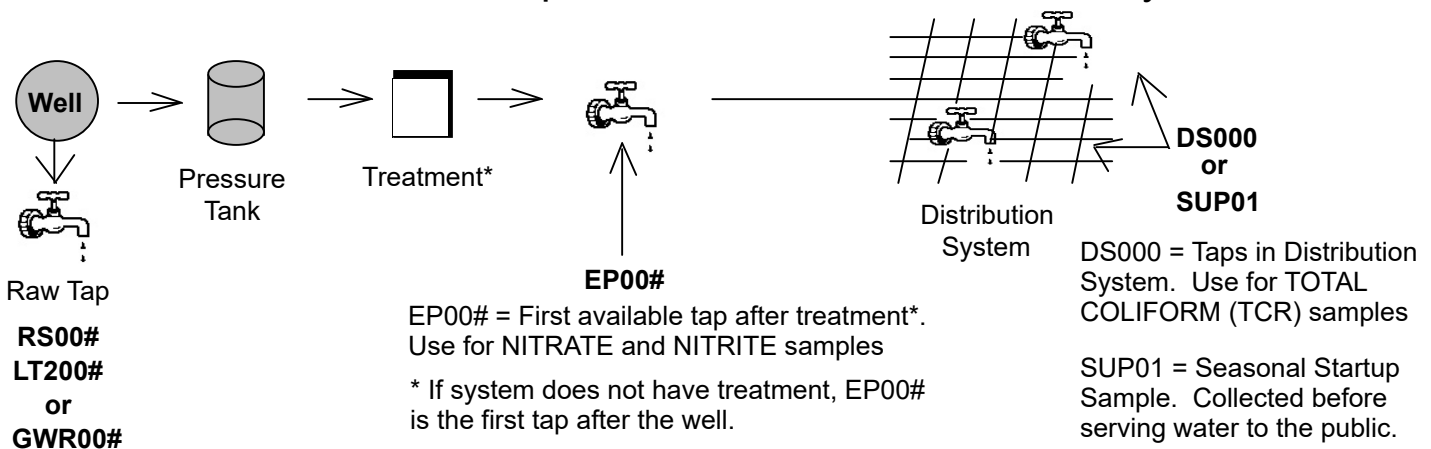 Well
Pressure
Tank
Treatment*
Raw Tap
RS00#
LT200#
or
GWR00#
EP00#
EP00# = First available tap after treatment*.
Use for NITRATE and NITRITE samples
* If system does not have treatment, EP00#
is the first tap after the well.
Distribution
System
DS000
or
SUP01
DS000 = Taps in Distribution
System. Use for TOTAL
COLIFORM (TCR) samples
SUP01 = Seasonal Startup
Sample. Collected before
serving water to the public.